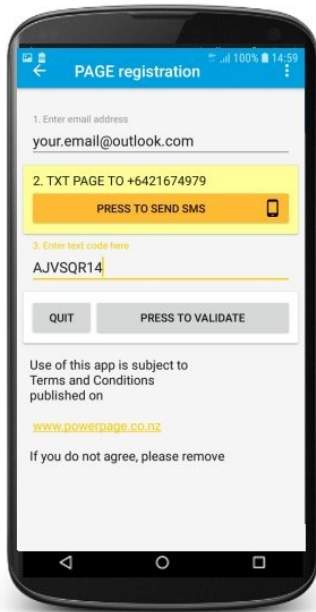 100% 14:59
PAGE registration
1. Enter email address
your.email@outlook.com
2. TXT PAGE TO +6421674979
PRESS TO SEND SMS
3. Enter text code here
AJVSQR14
QUIT
PRESS TO VALIDATE
Use of this app is subject to
Terms and Conditions
published on
www.powerpage.co.nz
If you do not agree, please remove